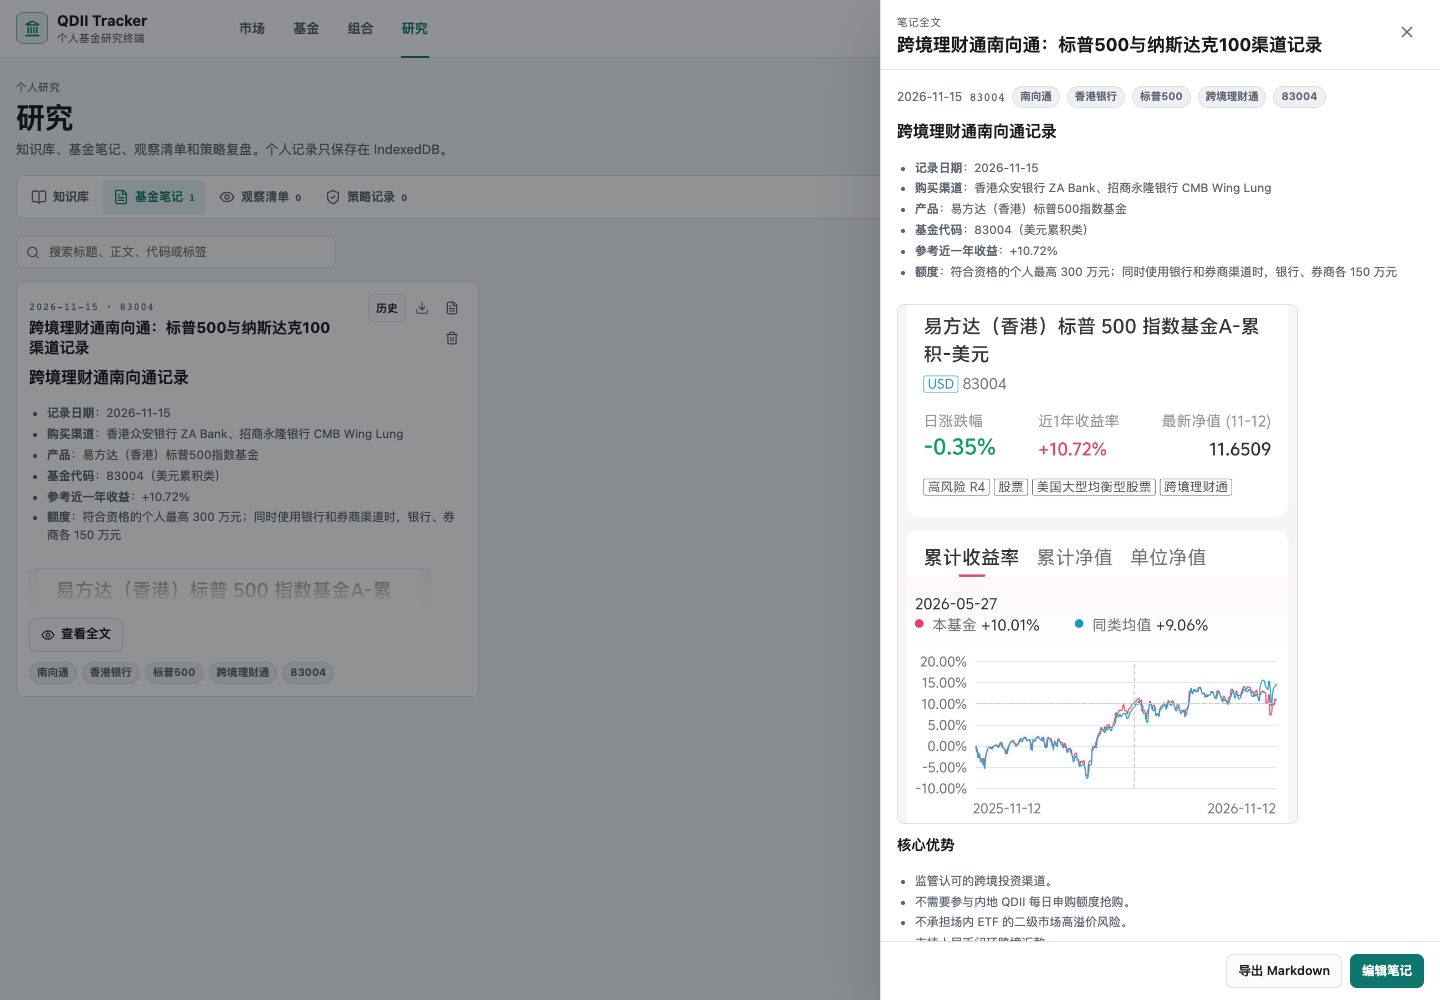 QDII Tracker
个人基金研究终端
市场
基金
组合
研究
个人研究
研究
知识库、基金笔记、观察清单和策略复盘。个人记录只保存在 IndexedDB。
知识库
基金笔记 1
观察清单 0
策略记录 0
搜索标题、正文、代码或标签
2026-11-15 · 83004
历史
跨境理财通南向通：标普500与纳斯达克100
渠道记录
跨境理财通南向通记录
记录日期：2026-11-15
购买渠道：香港众安银行 ZA Bank、招商永隆银行 CMB Wing Lung
产品：易方达（香港）标普500指数基金
基金代码：83004（美元累积类）
参考近一年收益：+10.72%
额度：符合资格的个人最高 300 万元；同时使用银行和券商渠道时，银行、券
商各 150 万元
易方达（香港）标普 500 指数基金A-累
查看全文
南向通
香港银行
标普500
跨境理财通
83004
笔记全文
跨境理财通南向通：标普500与纳斯达克100渠道记录
2026-11-15 83004 南向通 香港银行 标普500 跨境理财通 83004
跨境理财通南向通记录
记录日期：2026-11-15
购买渠道：香港众安银行 ZA Bank、招商永隆银行 CMB Wing Lung
产品：易方达（香港）标普500指数基金
基金代码：83004（美元累积类）
参考近一年收益：+10.72%
额度：符合资格的个人最高 300 万元；同时使用银行和券商渠道时，银行、券商各 150 万元
易方达（香港）标普 500 指数基金A-累
积-美元
USD 83004
日涨跌幅 近1年收益率 最新净值 (11-12)
-0.35% +10.72% 11.6509
高风险 R4 股票 美国大型均衡型股票 跨境理财通
累计收益率 累计净值 单位净值
2026-05-27
本基金 +10.01% 同类均值 +9.06%
20.00%
15.00%
10.00%
5.00%
0.00%
-5.00%
-10.00%
2025-11-12 2026-11-12
核心优势
监管认可的跨境投资渠道。
不需要参与内地 QDII 每日申购额度抢购。
不承担场内 ETF 的二级市场高溢价风险。
导出 Markdown
编辑笔记